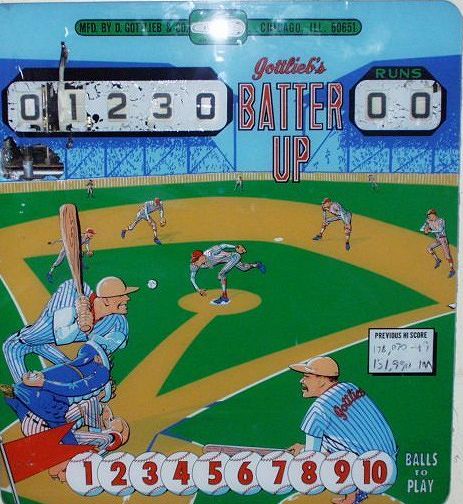 MFD. BY D. GOTTLIEB & CO. CHICAGO, ILL. 60651
Gottlieb's
BATTER
UP
RUNS
0 1 2 3 0
0 0
PREVIOUS HI SCORE
Gottlieb
1 2 3 4 5 6 7 8 9 10
BALLS
TO
PLAY